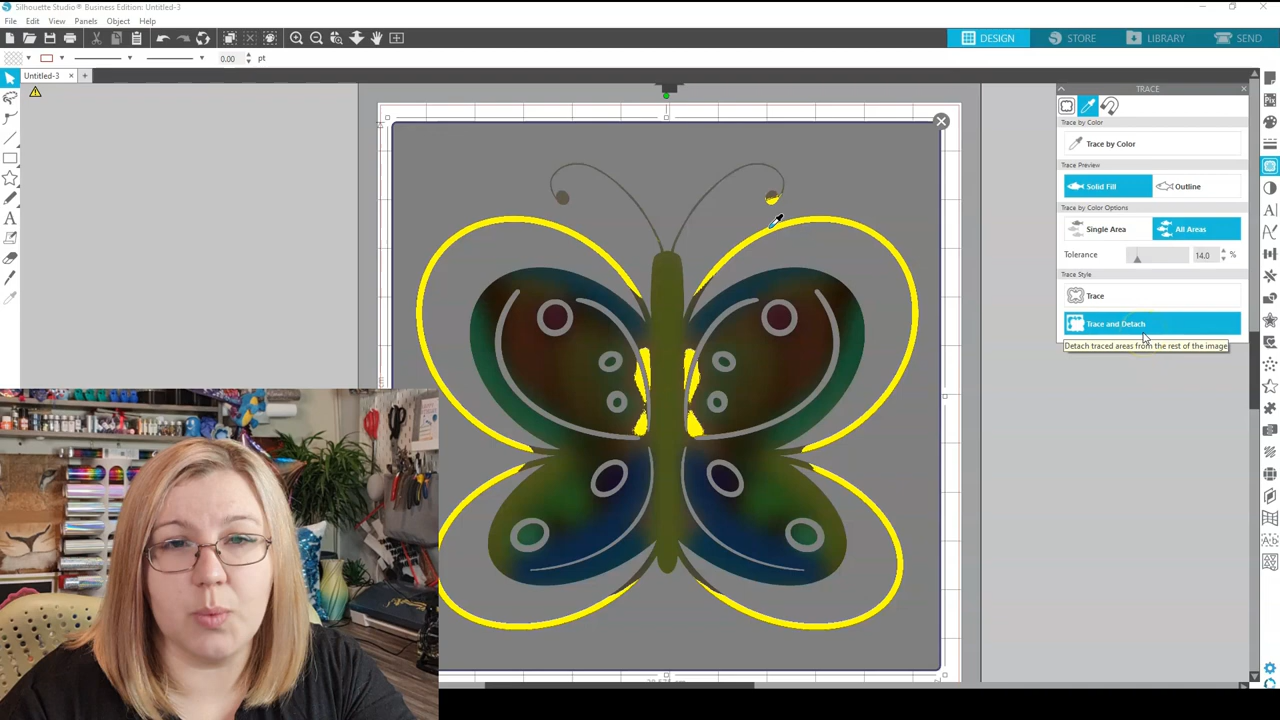 Silhouette Studio® Business Edition: Untitled-3
File Edit View Panels Object Help
DESIGN STORE LIBRARY SEND
0.00 pt
Untitled-3
TRACE
Trace by Color
Trace by Color
Trace Preview
Solid Fill Outline
Trace by Color Options
Single Area All Areas
Tolerance 14.0 %
Trace Style
Trace
Trace and Detach
Detach traced areas from the rest of the image